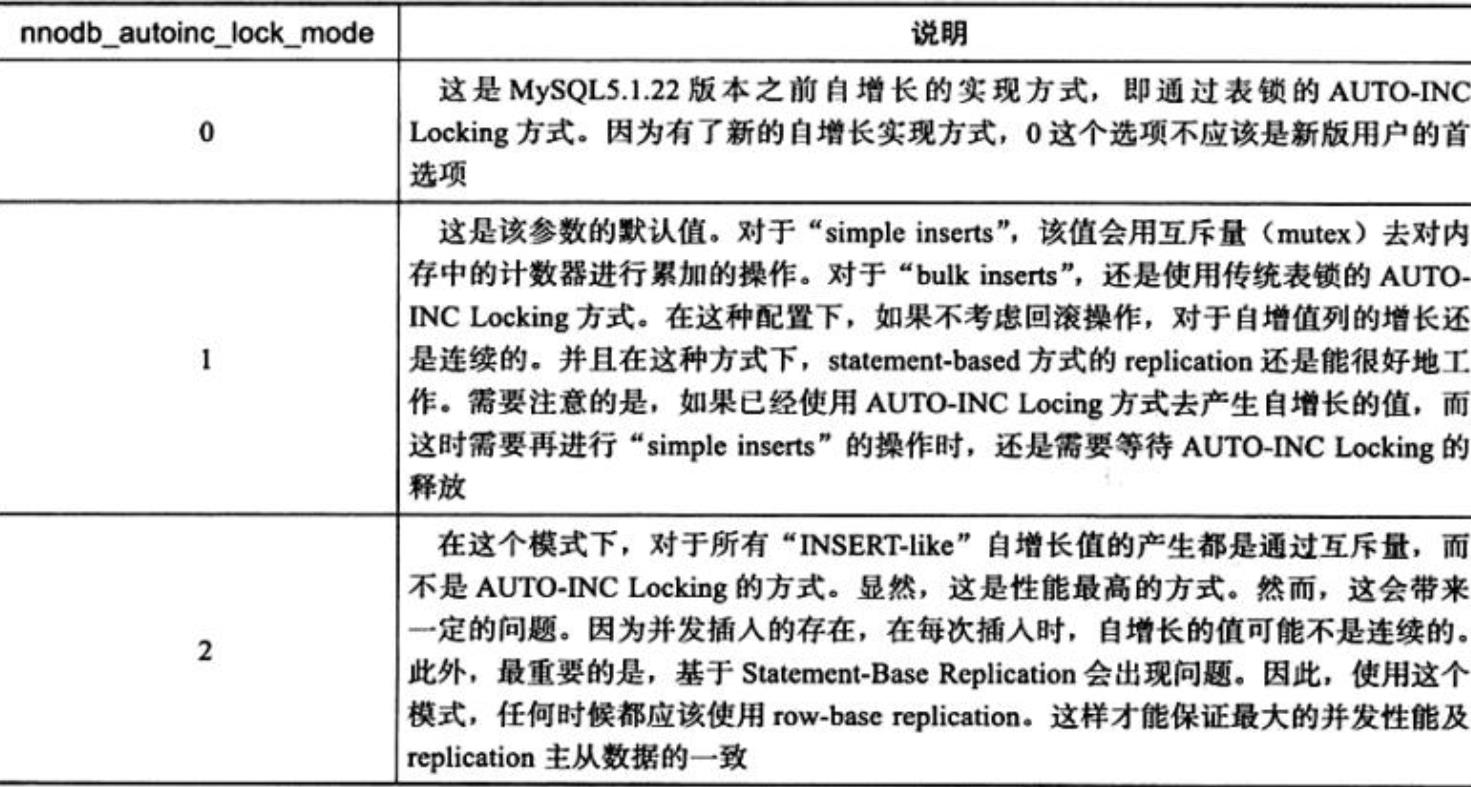 nnodb_autoinc_lock_mode
说明
0
这是 MySQL5.1.22 版本之前自增长的实现方式，即通过表锁的 AUTO-INC
Locking 方式。因为有了新的自增长实现方式，0 这个选项不应该是新版用户的首
选项
1
这是该参数的默认值。对于“simple inserts”，该值会用互斥量（mutex）去对内
存中的计数器进行累加的操作。对于“bulk inserts”，还是使用传统表锁的 AUTO-
INC Locking 方式。在这种配置下，如果不考虑回滚操作，对于自增值列的增长还
是连续的。并且在这种方式下，statement-based 方式的 replication 还是能很好地工
作。需要注意的是，如果已经使用 AUTO-INC Locing 方式去产生自增长的值，而
这时需要再进行“simple inserts”的操作时，还是需要等待 AUTO-INC Locking 的
释放
2
在这个模式下，对于所有“INSERT-like”自增长值的产生都是通过互斥量，而
不是 AUTO-INC Locking 的方式。显然，这是性能最高的方式。然而，这会带来
一定的问题。因为并发插入的存在，在每次插入时，自增长的值可能不是连续的。
此外，最重要的是，基于 Statement-Base Replication 会出现问题。因此，使用这个
模式，任何时候都应该使用 row-base replication。这样才能保证最大的并发性能及
replication 主从数据的一致